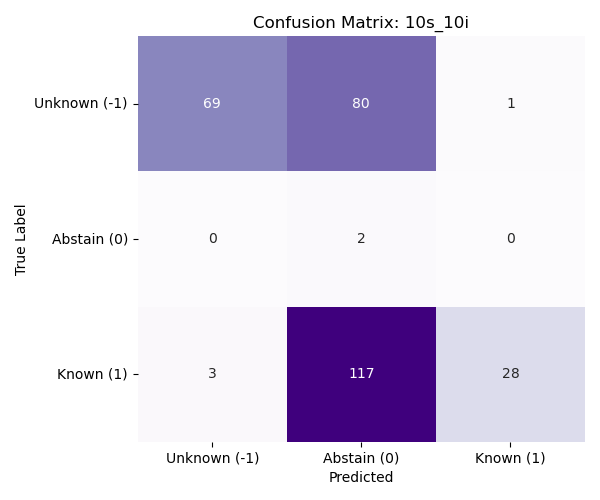 Confusion Matrix: 10s_10i
True Label
Unknown (-1) 69 80 1
Abstain (0) 0 2 0
Known (1) 3 117 28
Unknown (-1) Abstain (0) Known (1)
Predicted